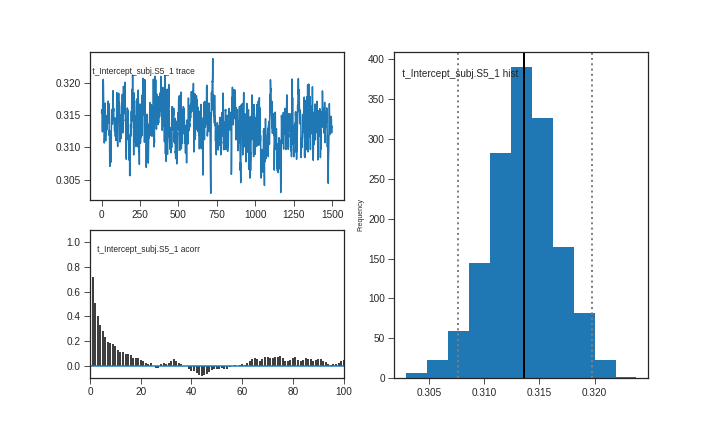 t_Intercept_subj.S5_1 trace
0.320
0.315
0.310
0.305
0 250 500 750 1000 1250 1500
t_Intercept_subj.S5_1 acorr
1.0
0.8
0.6
0.4
0.2
0.0
0 20 40 60 80 100
t_Intercept_subj.S5_1 hist
Frequency
400
350
300
250
200
150
100
50
0
0.305 0.310 0.315 0.320